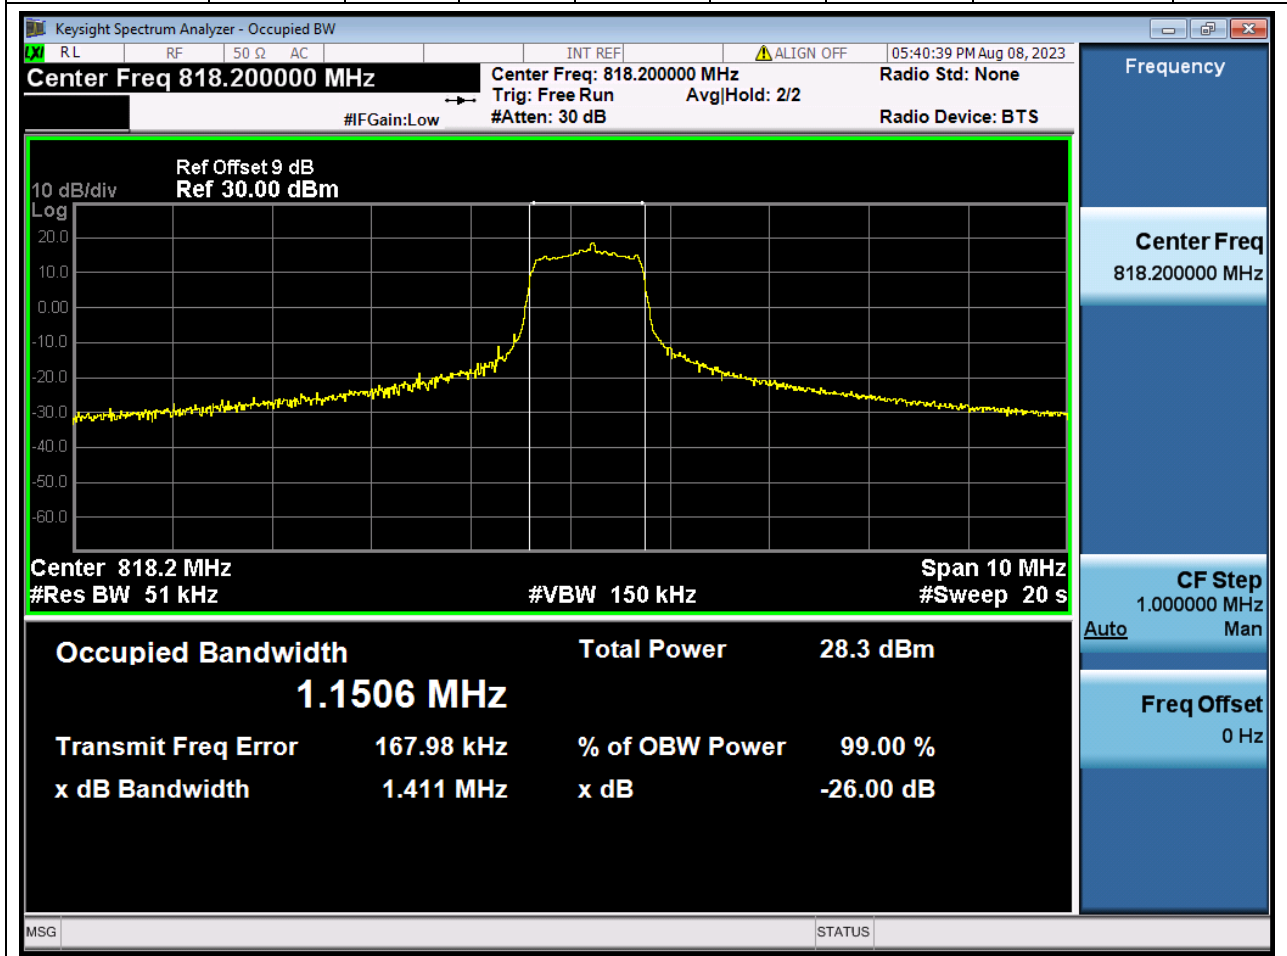 Keysight Spectrum Analyzer - Occupied BW
LXI RL RF 50 Ω AC INT REF ALIGN OFF 05:40:39 PM Aug 08, 2023
Center Freq 818.200000 MHz
#IFGain:Low
Center Freq: 818.200000 MHz
Trig: Free Run Avg|Hold: 2/2
#Atten: 30 dB
Radio Std: None
Radio Device: BTS
Ref Offset 9 dB
10 dB/div Ref 30.00 dBm
Log
20.0
10.0
0.00
-10.0
-20.0
-30.0
-40.0
-50.0
-60.0
Center 818.2 MHz Span 10 MHz
#Res BW 51 kHz #VBW 150 kHz #Sweep 20 s
Occupied Bandwidth Total Power 28.3 dBm
1.1506 MHz
Transmit Freq Error 167.98 kHz % of OBW Power 99.00 %
x dB Bandwidth 1.411 MHz x dB -26.00 dB
Frequency
Center Freq
818.200000 MHz
CF Step
1.000000 MHz
Auto Man
Freq Offset
0 Hz
MSG STATUS